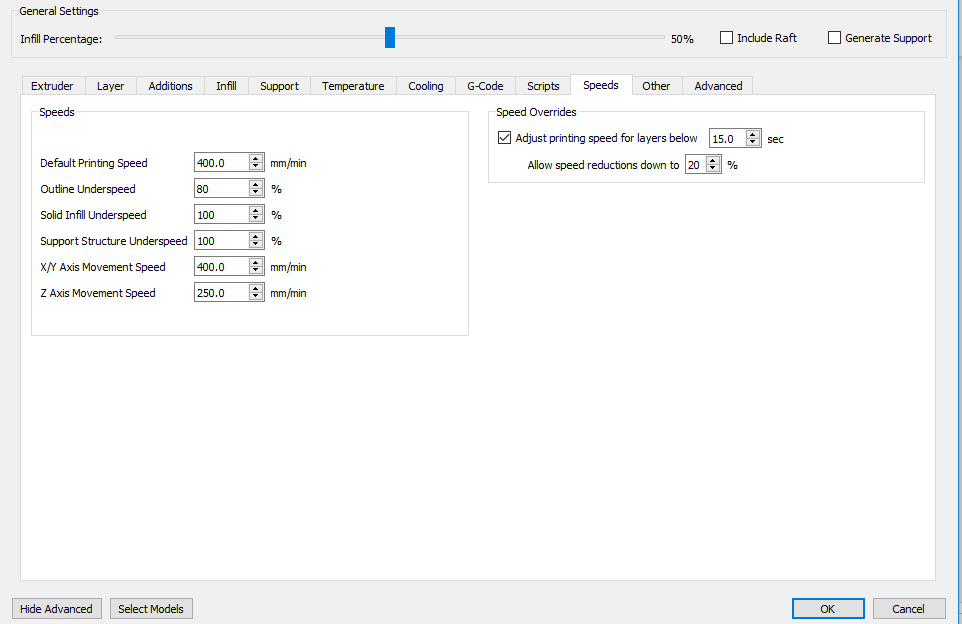 General Settings
Infill Percentage: 50% Include Raft Generate Support
Extruder Layer Additions Infill Support Temperature Cooling G-Code Scripts Speeds Other Advanced
Speeds
Default Printing Speed 400.0 mm/min
Outline Underspeed 80 %
Solid Infill Underspeed 100 %
Support Structure Underspeed 100 %
X/Y Axis Movement Speed 400.0 mm/min
Z Axis Movement Speed 250.0 mm/min
Speed Overrides
Adjust printing speed for layers below 15.0 sec
Allow speed reductions down to 20 %
Hide Advanced Select Models OK Cancel